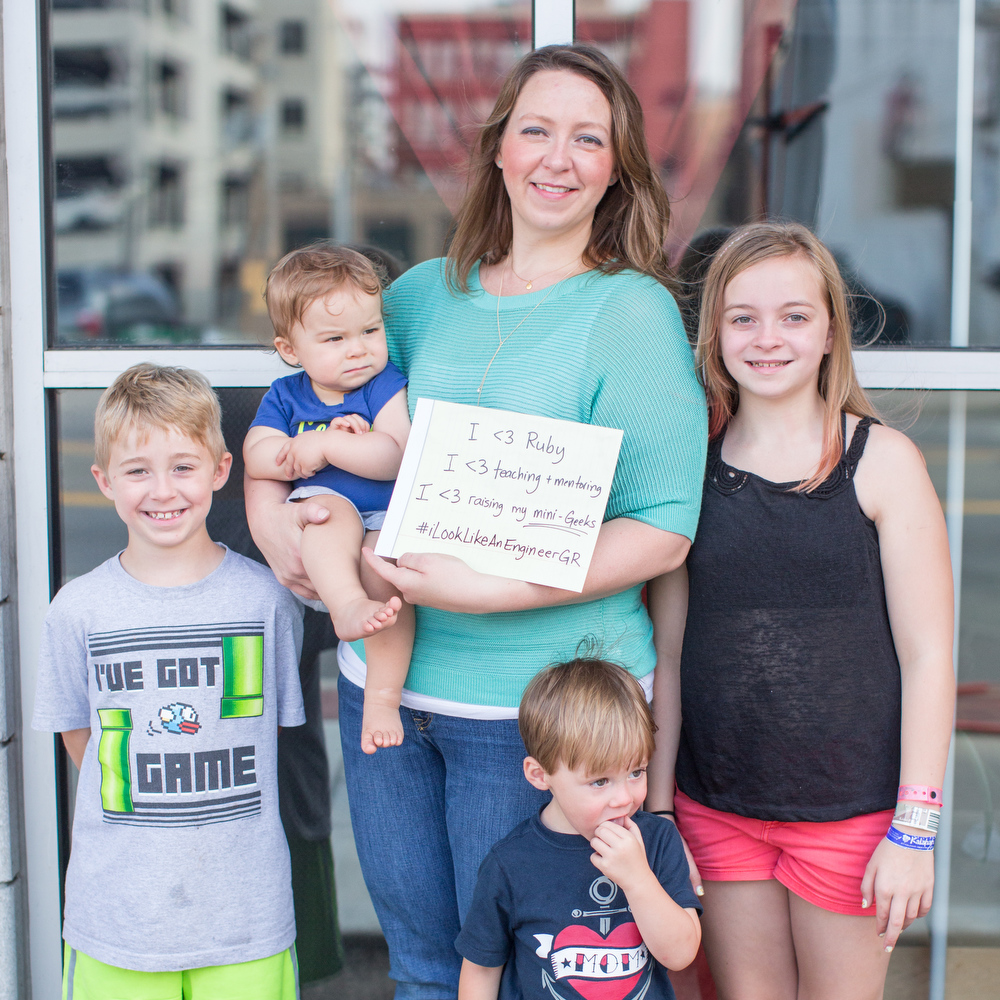 I <3 Ruby
I <3 teaching + mentoring
I <3 raising my mini-Geeks
#iLookLikeAnEngineerGR
I'VE GOT
GAME
MOM